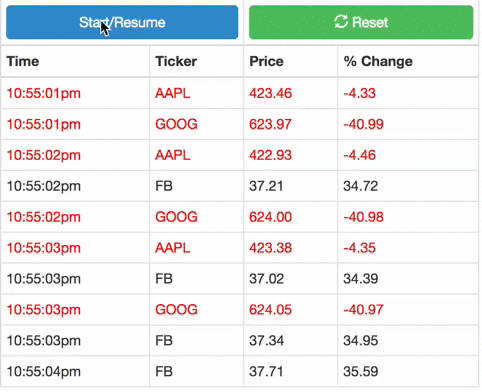 Start/Resume Reset
Time Ticker Price % Change
10:55:01pm AAPL 423.46 -4.33
10:55:01pm GOOG 623.97 -40.99
10:55:02pm AAPL 422.93 -4.46
10:55:02pm FB 37.21 34.72
10:55:02pm GOOG 624.00 -40.98
10:55:03pm AAPL 423.38 -4.35
10:55:03pm FB 37.02 34.39
10:55:03pm GOOG 624.05 -40.97
10:55:03pm FB 37.34 34.95
10:55:04pm FB 37.71 35.59